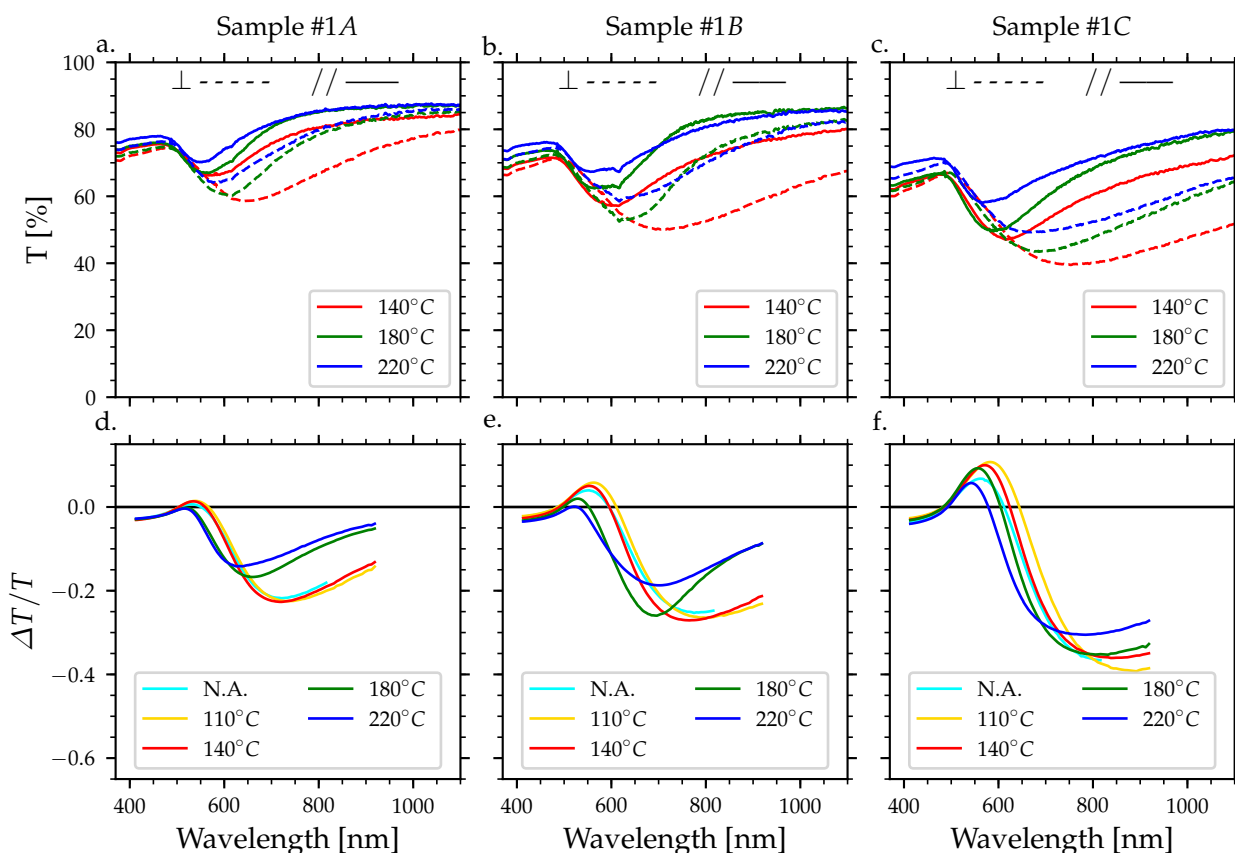 Sample #1A
Sample #1B
Sample #1C
a.
b.
c.
⊥ //
⊥ //
⊥ //
T [%]
100
80
60
40
20
0
140°C
180°C
220°C
140°C
180°C
220°C
140°C
180°C
220°C
d.
e.
f.
ΔT/T
0.0
−0.2
−0.4
−0.6
N.A.
110°C
140°C
180°C
220°C
N.A.
110°C
140°C
180°C
220°C
N.A.
110°C
140°C
180°C
220°C
400 600 800 1000
400 600 800 1000
400 600 800 1000
Wavelength [nm]
Wavelength [nm]
Wavelength [nm]